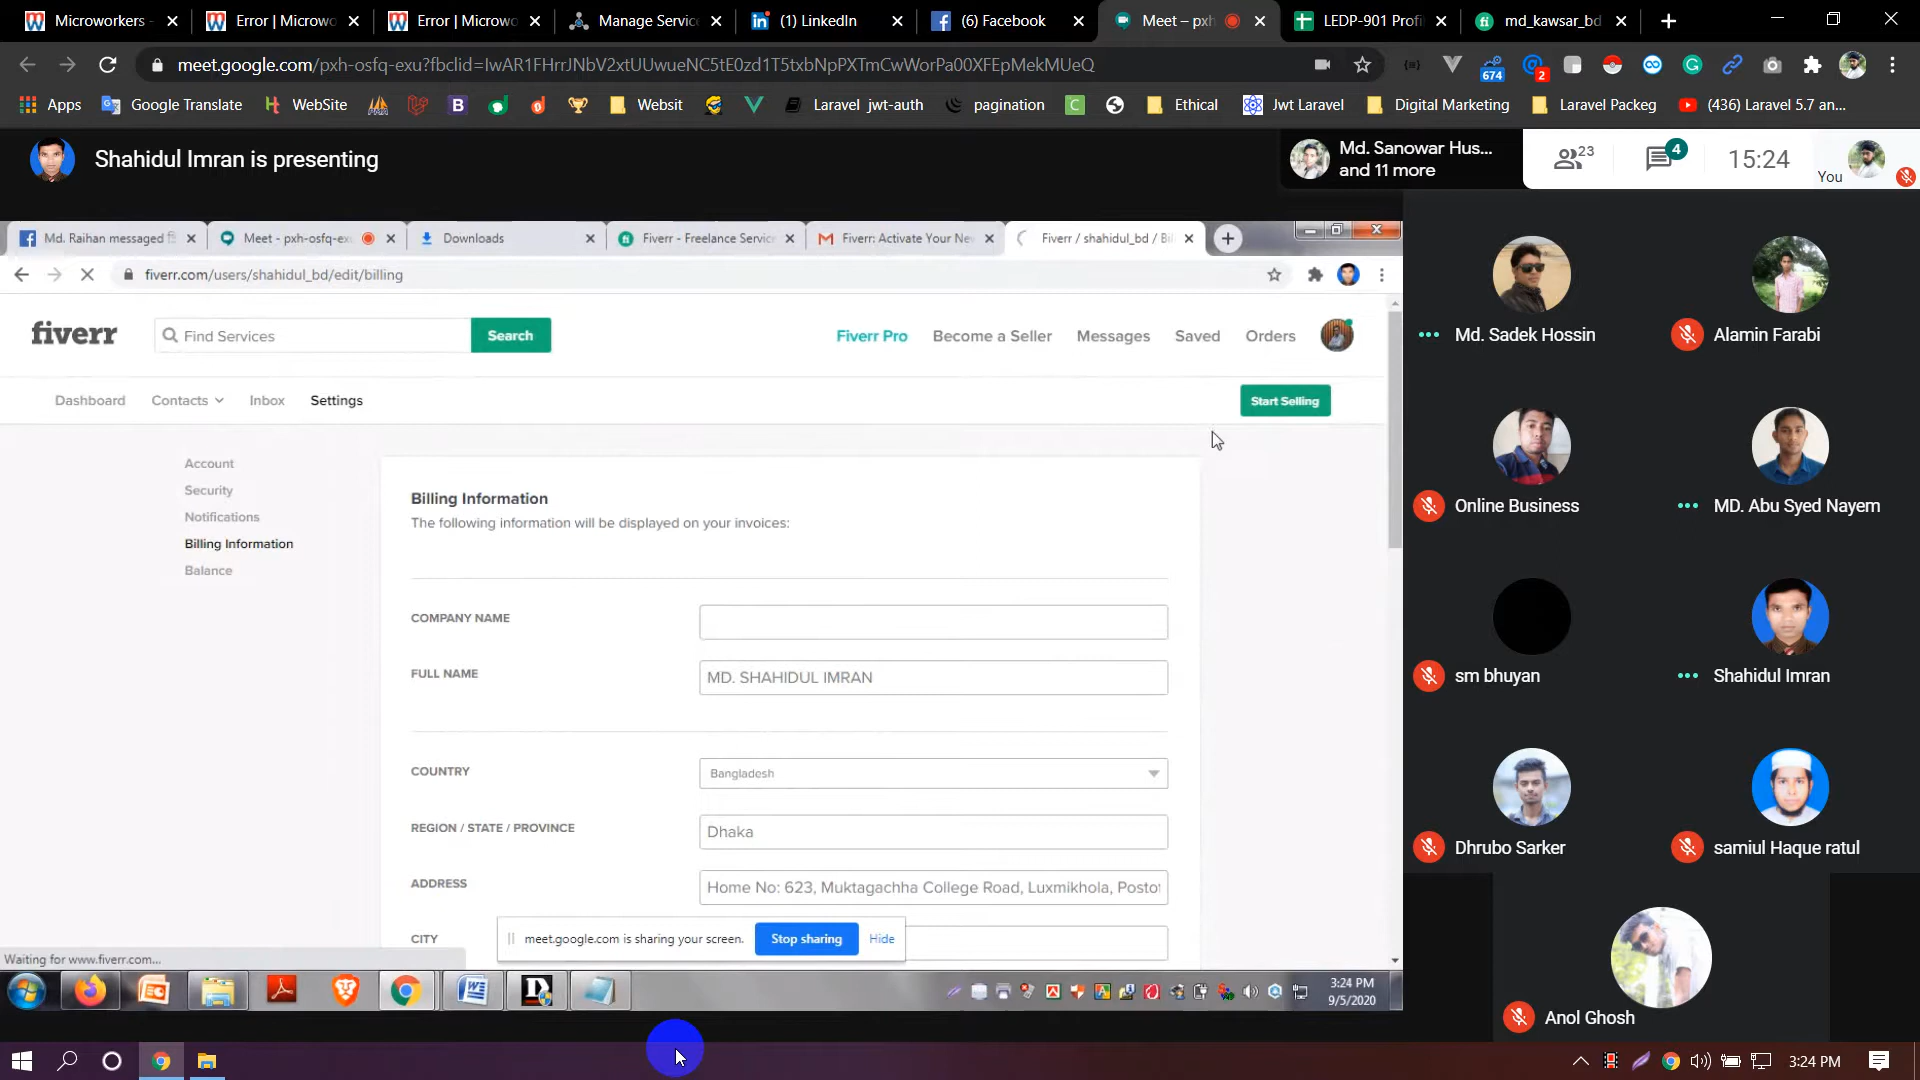 Microworkers -
Error | Microwo
Error | Microwo
Manage Servic
(1) LinkedIn
(6) Facebook
Meet – pxh
LEDP-901 Profi
md_kawsar_bd
meet.google.com/pxh-osfq-exu?fbclid=IwAR1FHrrJNbV2xtUUwueNC5tE0zd1T5txbNpPXTmCwWorPa00XFEpMekMUeQ
674
2
Apps
Google Translate
WebSite
Websit
Laravel jwt-auth
pagination
Ethical
Jwt Laravel
Digital Marketing
Laravel Packeg
(436) Laravel 5.7 an...
Shahidul Imran is presenting
Md. Sanowar Hus...
and 11 more
23
4
15:24
You
Md. Raihan messaged
Meet - pxh-osfq-ex
Downloads
Fiverr - Freelance Service
Fiverr: Activate Your Ne
Fiverr / shahidul_bd / Bi
fiverr.com/users/shahidul_bd/edit/billing
fiverr
Find Services
Search
Fiverr Pro
Become a Seller
Messages
Saved
Orders
Dashboard
Contacts
Inbox
Settings
Start Selling
Account
Security
Notifications
Billing Information
Balance
Billing Information
The following information will be displayed on your invoices:
COMPANY NAME
FULL NAME
MD. SHAHIDUL IMRAN
COUNTRY
Bangladesh
REGION / STATE / PROVINCE
Dhaka
ADDRESS
Home No: 623, Muktagachha College Road, Luxmikhola, Postof
CITY
meet.google.com is sharing your screen.
Stop sharing
Hide
Waiting for www.fiverr.com...
3:24 PM
9/5/2020
Md. Sadek Hossin
Alamin Farabi
Online Business
MD. Abu Syed Nayem
sm bhuyan
Shahidul Imran
Dhrubo Sarker
samiul Haque ratul
Anol Ghosh
3:24 PM